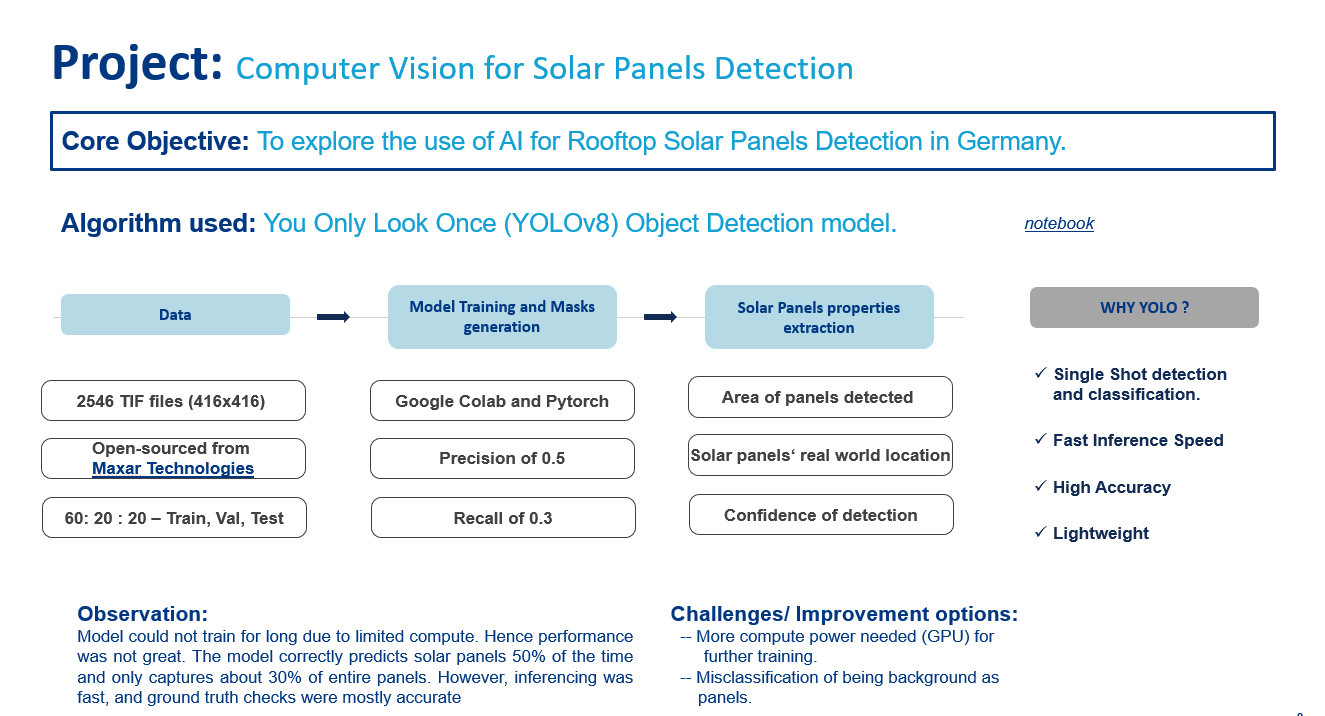 Project: Computer Vision for Solar Panels Detection
Core Objective: To explore the use of AI for Rooftop Solar Panels Detection in Germany.
Algorithm used: You Only Look Once (YOLOv8) Object Detection model.
notebook
Data
2546 TIF files (416x416)
Open-sourced from
Maxar Technologies
60: 20 : 20 – Train, Val, Test
Model Training and Masks
generation
Google Colab and Pytorch
Precision of 0.5
Recall of 0.3
Solar Panels properties
extraction
Area of panels detected
Solar panels‘ real world location
Confidence of detection
WHY YOLO ?
✓ Single Shot detection
and classification.
✓ Fast Inference Speed
✓ High Accuracy
✓ Lightweight
Observation:
Model could not train for long due to limited compute. Hence performance
was not great. The model correctly predicts solar panels 50% of the time
and only captures about 30% of entire panels. However, inferencing was
fast, and ground truth checks were mostly accurate
Challenges/ Improvement options:
-- More compute power needed (GPU) for
further training.
-- Misclassification of being background as
panels.